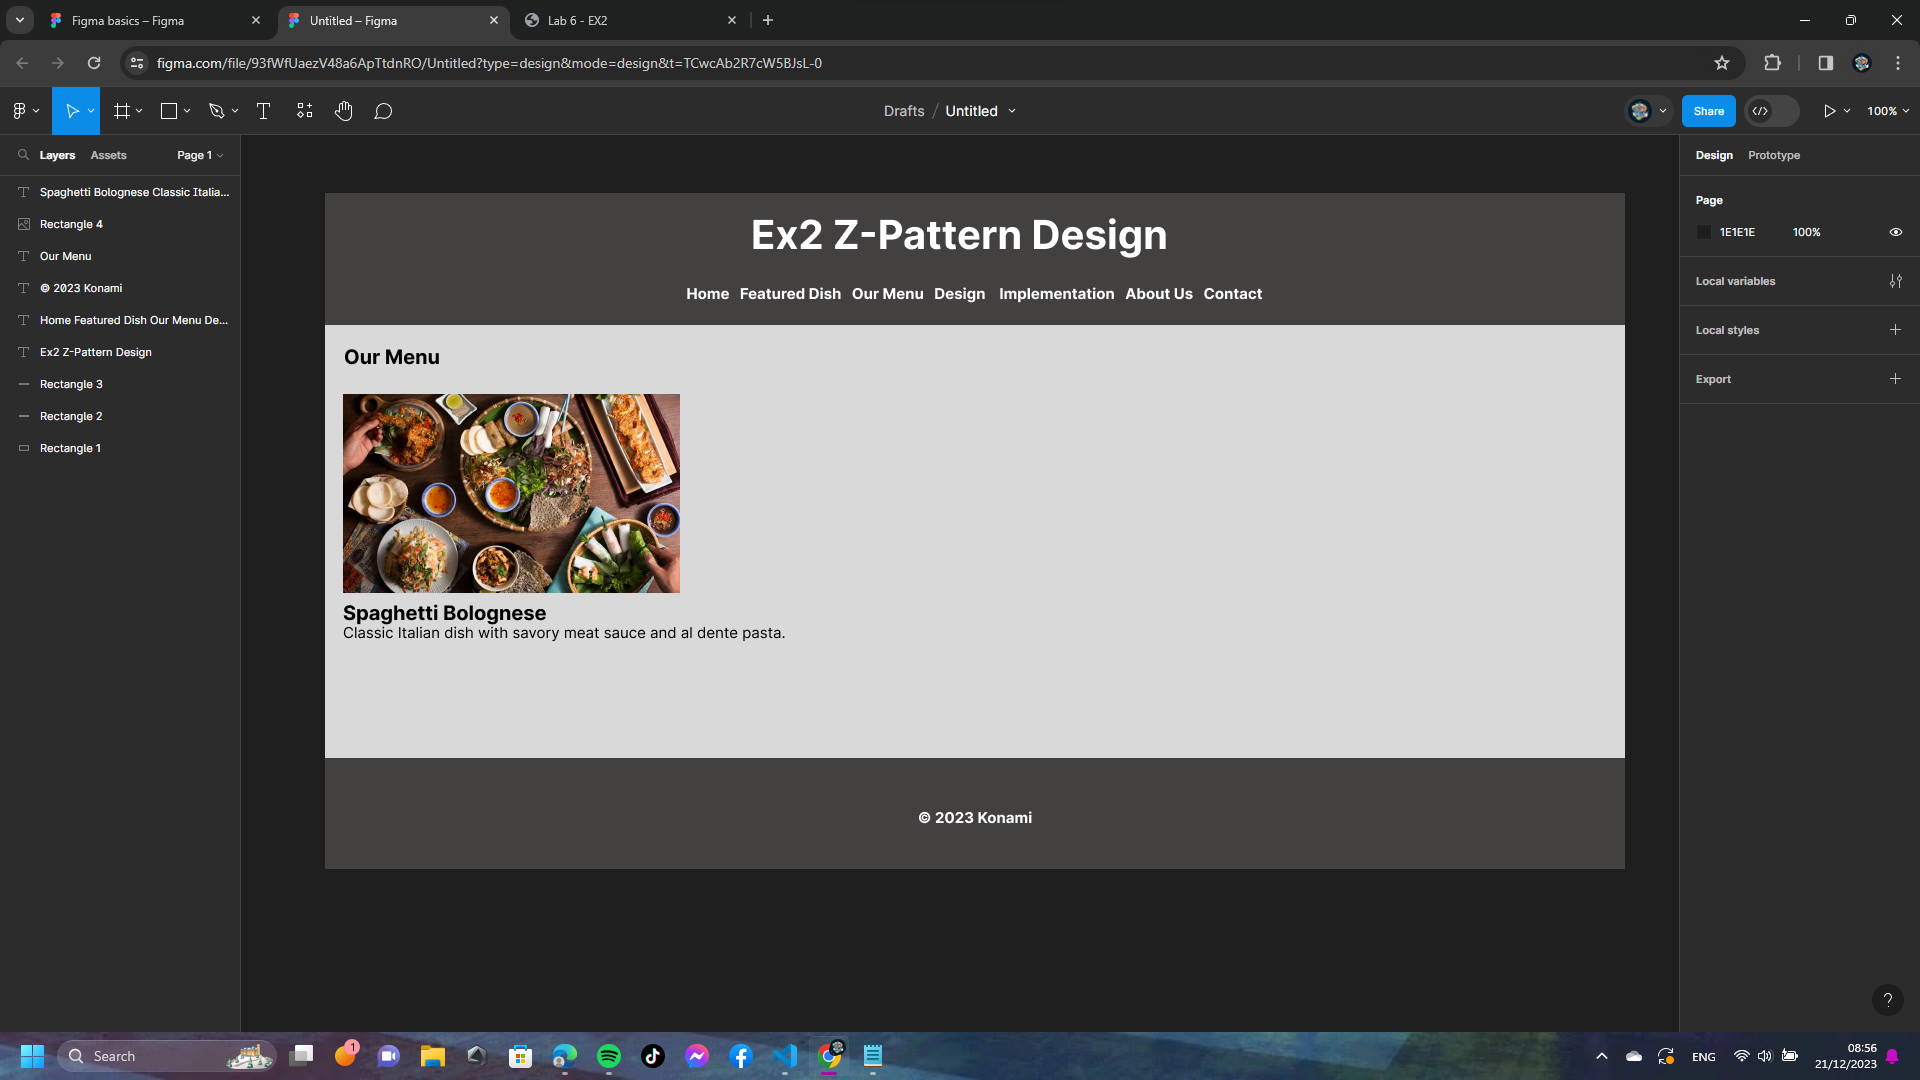 Figma basics – Figma
Untitled – Figma
Lab 6 - EX2
figma.com/file/93fWfUaezV48a6ApTtdnRO/Untitled?type=design&mode=design&t=TCwcAb2R7cW5BJsL-0
Drafts / Untitled
Share
100%
Layers Assets Page 1
Design Prototype
Spaghetti Bolognese Classic Italia...
Rectangle 4
Our Menu
© 2023 Konami
Home Featured Dish Our Menu De...
Ex2 Z-Pattern Design
Rectangle 3
Rectangle 2
Rectangle 1
Ex2 Z-Pattern Design
Home Featured Dish Our Menu Design Implementation About Us Contact
Our Menu
Spaghetti Bolognese
Classic Italian dish with savory meat sauce and al dente pasta.
© 2023 Konami
Page
1E1E1E 100%
Local variables
Local styles
Export
?
Search
1
ENG
08:56
21/12/2023